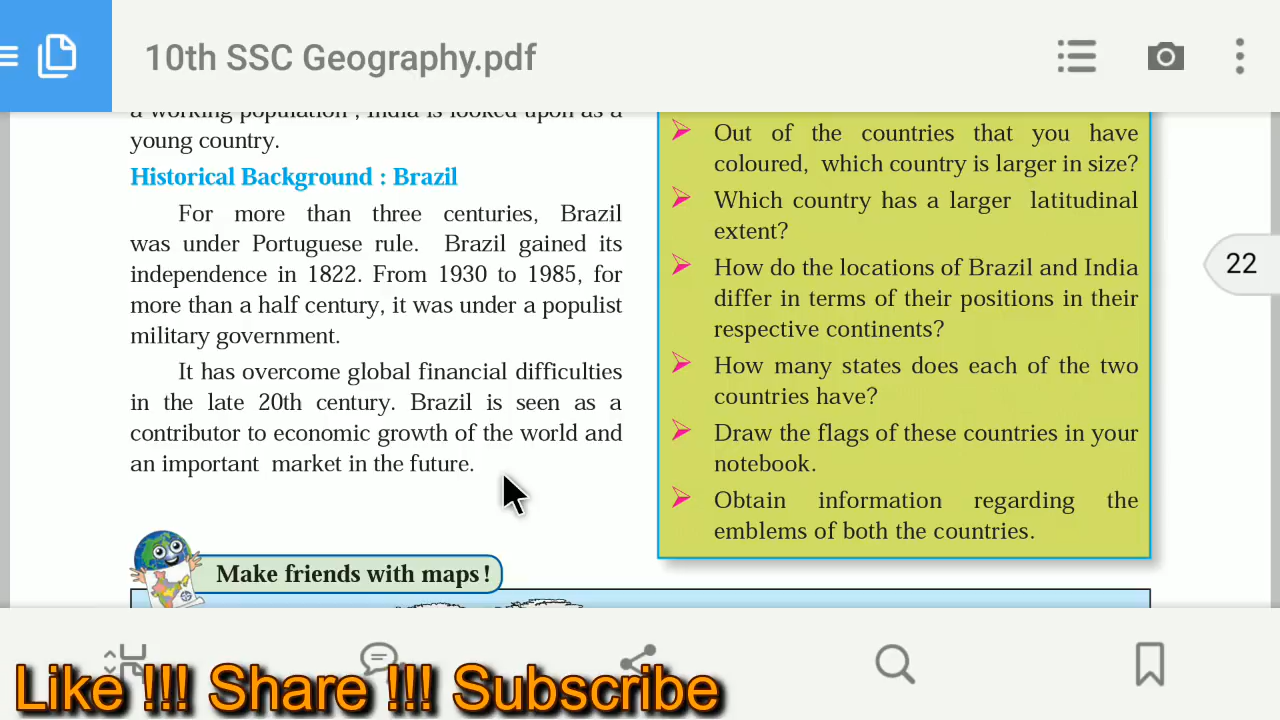 10th SSC Geography.pdf
a working population , India is looked upon as a
young country.
Historical Background : Brazil
For more than three centuries, Brazil
was under Portuguese rule. Brazil gained its
independence in 1822. From 1930 to 1985, for
more than a half century, it was under a populist
military government.
It has overcome global financial difficulties
in the late 20th century. Brazil is seen as a
contributor to economic growth of the world and
an important market in the future.
Out of the countries that you have
coloured, which country is larger in size?
Which country has a larger latitudinal
extent?
How do the locations of Brazil and India
differ in terms of their positions in their
respective continents?
How many states does each of the two
countries have?
Draw the flags of these countries in your
notebook.
Obtain information regarding the
emblems of both the countries.
22
Make friends with maps !
Like !!! Share !!! Subscribe